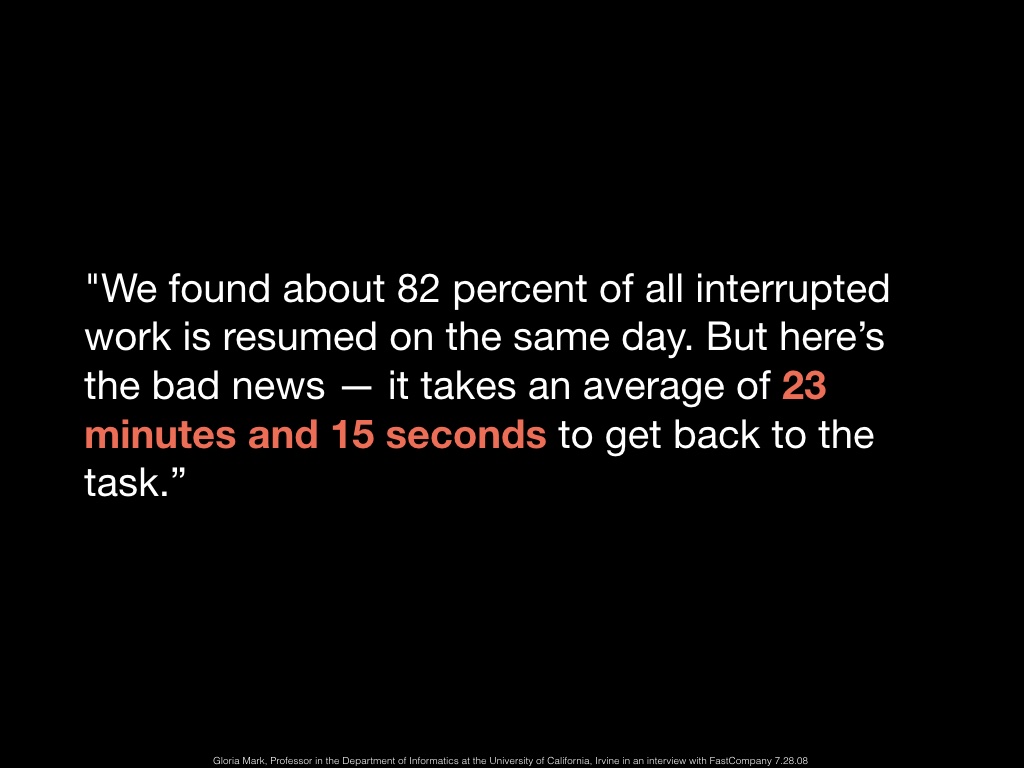 "We found about 82 percent of all interrupted
work is resumed on the same day. But here’s
the bad news — it takes an average of 23
minutes and 15 seconds to get back to the
task.”
Gloria Mark, Professor in the Department of Informatics at the University of California, Irvine in an interview with FastCompany 7.28.08